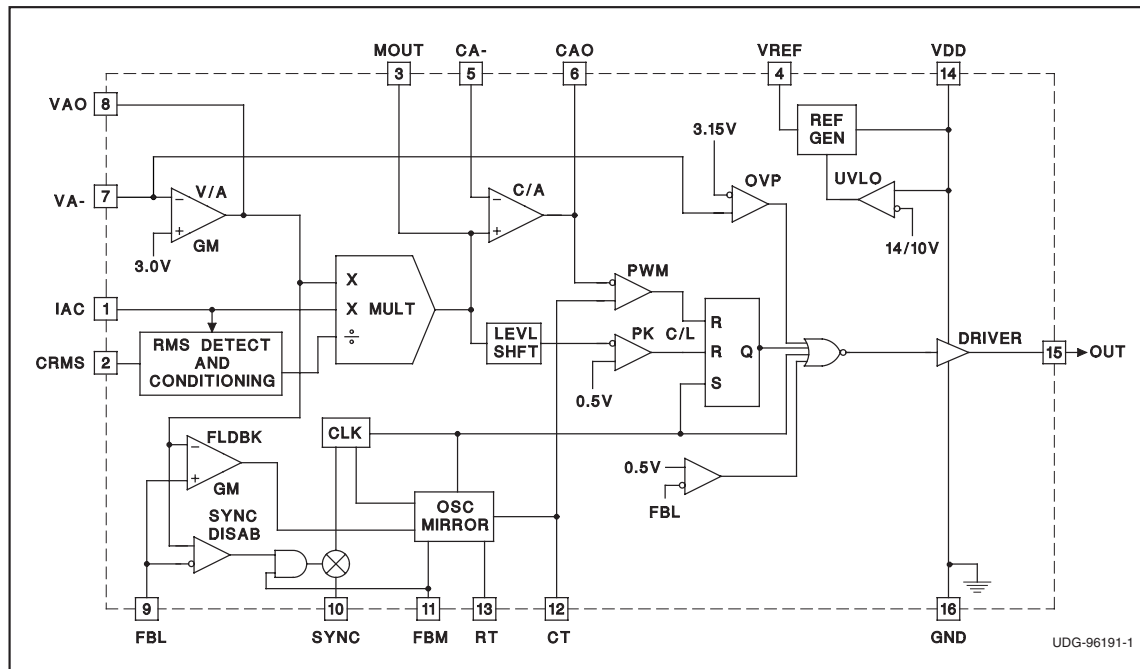 MOUT CA- CAO VREF VDD
3 5 6 4 14
VAO 8
3.15V
REF
GEN
VA- 7
V/A
C/A
OVP
UVLO
−
+
GM
3.0V
−
+
14/10V
X
X MULT
÷
PWM
IAC 1
LEVL
SHFT
PK C/L
R
R Q
S
DRIVER
15 OUT
RMS DETECT
AND
CONDITIONING
CRMS 2
0.5V
CLK
FLDBK
−
+
GM
0.5V
FBL
OSC
MIRROR
SYNC
DISAB
9 10 11 13 12 16
FBL SYNC FBM RT CT GND
UDG-96191-1